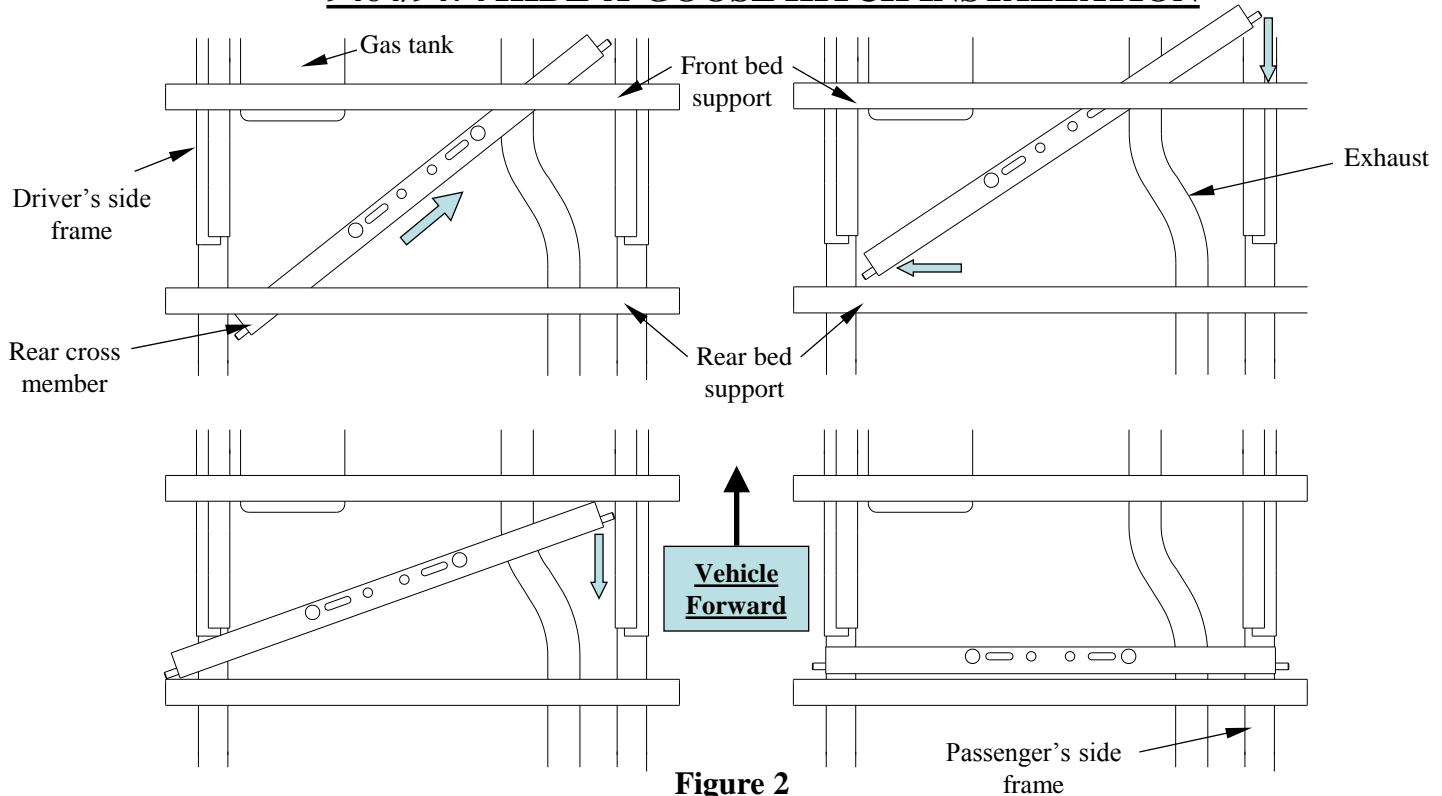 Gas tank
Front bed
support
Exhaust
Driver’s side
frame
Rear cross
member
Rear bed
support
Vehicle
Forward
Passenger’s side
frame
Figure 2